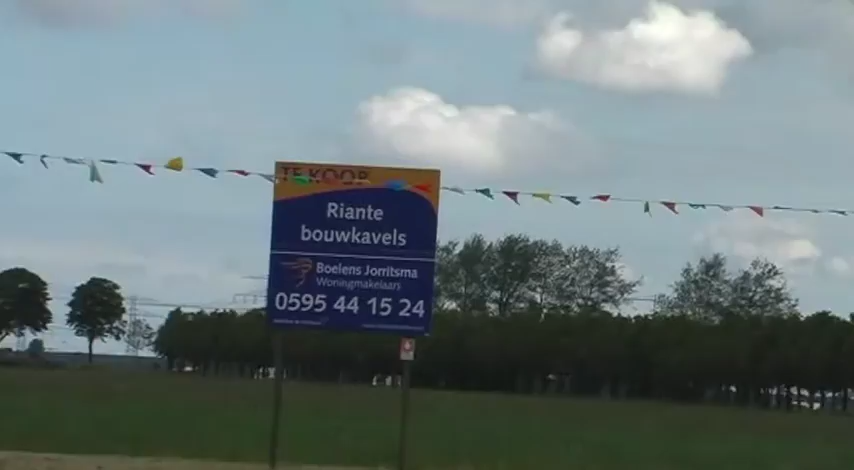 TE KOOP
Riante
bouwkavels
Boelens Jorritsma
Woningmakelaars
0595 44 15 24